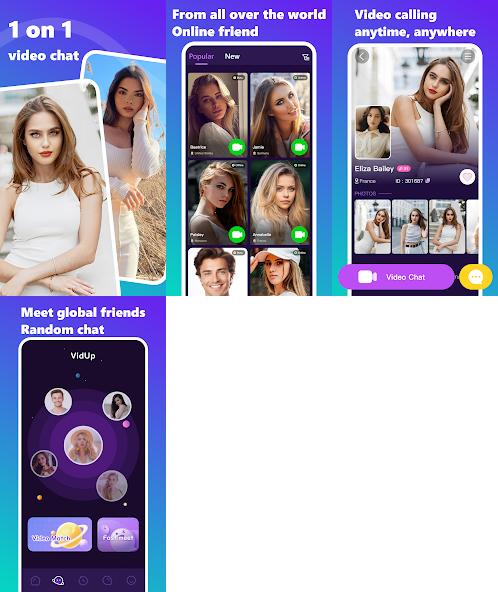 1 on 1
video chat
From all over the world
Online friend
Popular New
Beatrice
Jamie
Paisley
Annabelle
Video calling
anytime, anywhere
Eliza Bailey
France ID : 301687
PHOTOS
Video Chat
Meet global friends
Random chat
VidUp
Video Match